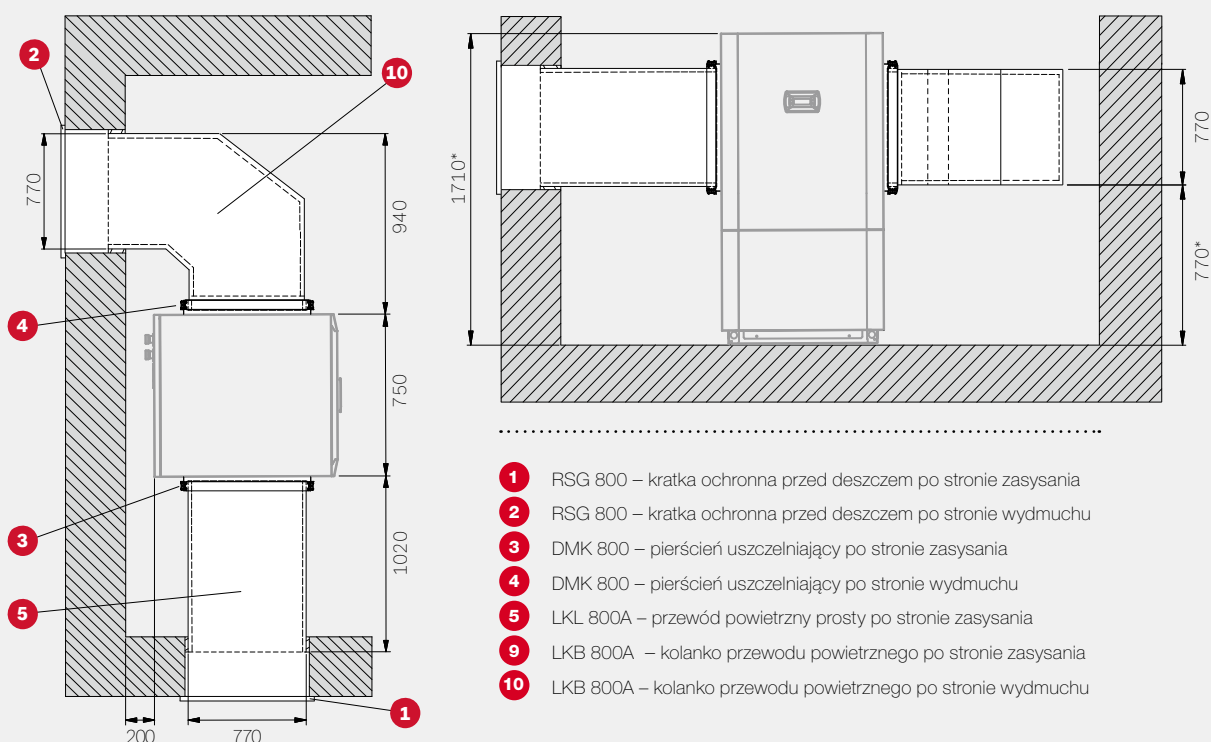 2
10
770
940
4
750
3
1020
5
1
200
770
1710*
770
770*
1 RSG 800 – kratka ochronna przed deszczem po stronie zasysania
2 RSG 800 – kratka ochronna przed deszczem po stronie wydmuchu
3 DMK 800 – pierścień uszczelniający po stronie zasysania
4 DMK 800 – pierścień uszczelniający po stronie wydmuchu
5 LKL 800A – przewód powietrzny prosty po stronie zasysania
9 LKB 800A – kolanko przewodu powietrznego po stronie zasysania
10 LKB 800A – kolanko przewodu powietrznego po stronie wydmuchu